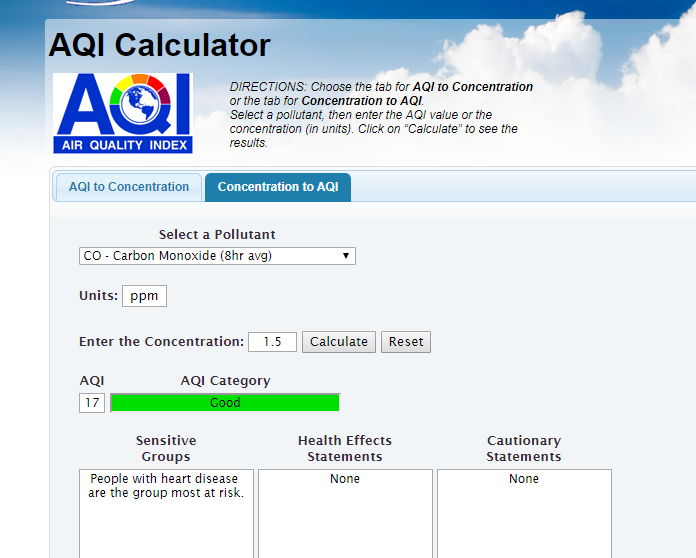 AQI Calculator
AQI
AIR QUALITY INDEX
DIRECTIONS: Choose the tab for AQI to Concentration
or the tab for Concentration to AQI.
Select a pollutant, then enter the AQI value or the
concentration (in units). Click on "Calculate" to see the
results.
AQI to Concentration
Concentration to AQI
Select a Pollutant
CO - Carbon Monoxide (8hr avg)
Units: ppm
Enter the Concentration: 1.5 Calculate Reset
AQI AQI Category
17 Good
Sensitive
Groups
People with heart disease
are the group most at risk.
Health Effects
Statements
None
Cautionary
Statements
None